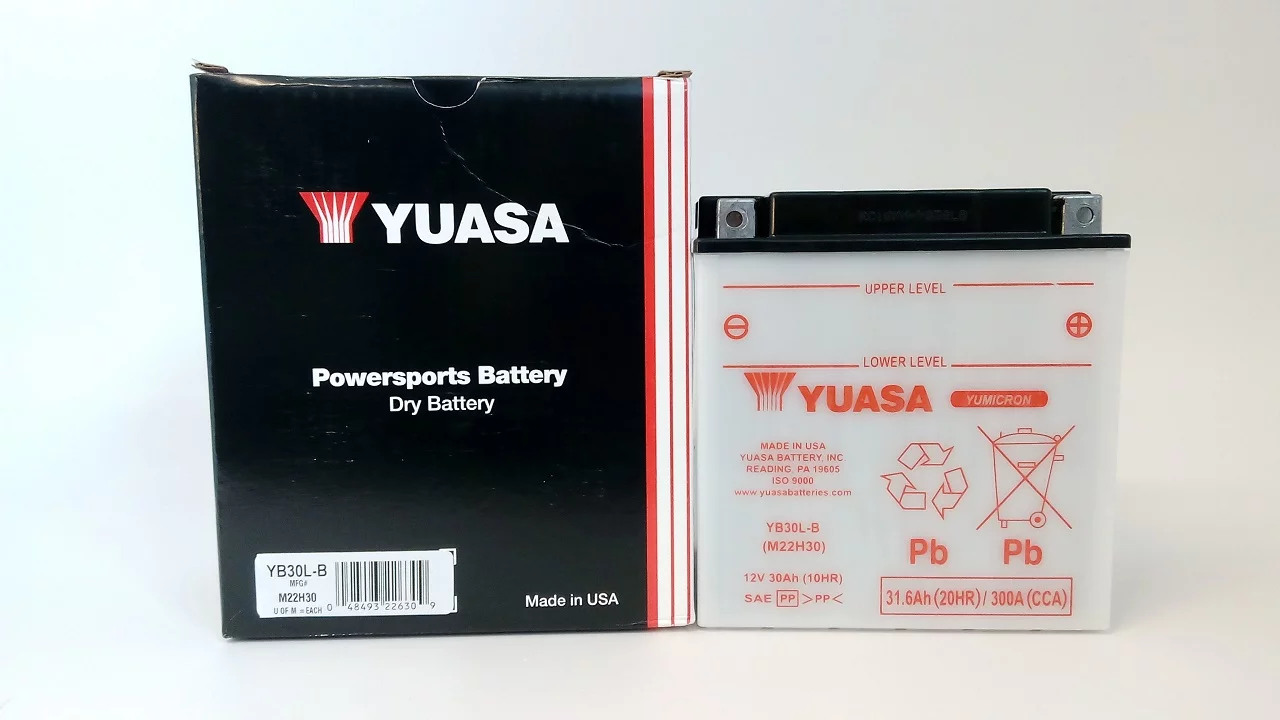 YUASA
Powersports Battery
Dry Battery
YB30L-B
MFG#
M22H30
U OF M = EACH
0 48493 22630 9
Made in USA
UPPER LEVEL
LOWER LEVEL
YUASA YUMICRON
MADE IN USA
YUASA BATTERY, INC
READING, PA 19605
ISO 9000
www.yuasabatteries.com
YB30L-B
(M22H30)
12V 30Ah (10HR)
SAE PP >PP<
Pb Pb
31.6Ah (20HR) / 300A (CCA)